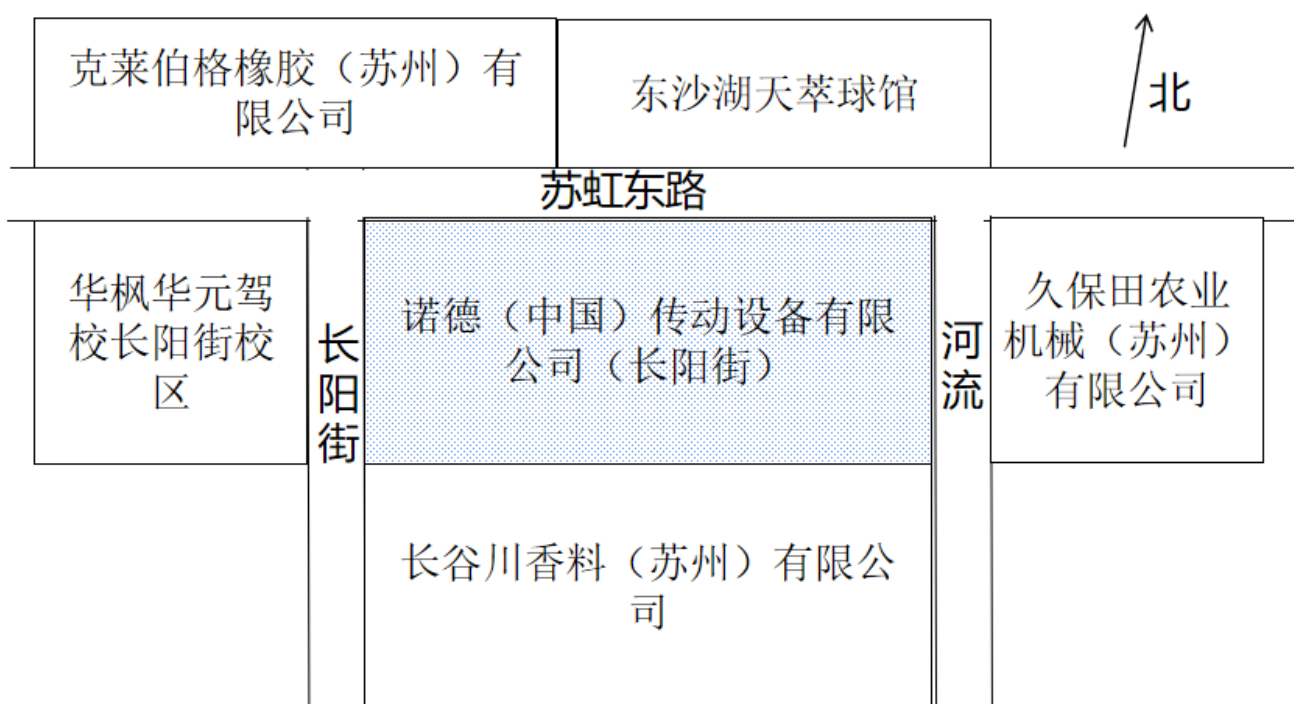 克莱伯格橡胶（苏州）有
限公司
东沙湖天萃球馆
北
苏虹东路
华枫华元驾
校长阳街校
区
长
阳
街
诺德（中国）传动设备有限
公司（长阳街）
河
流
久保田农业
机械（苏州）
有限公司
长谷川香料（苏州）有限公
司